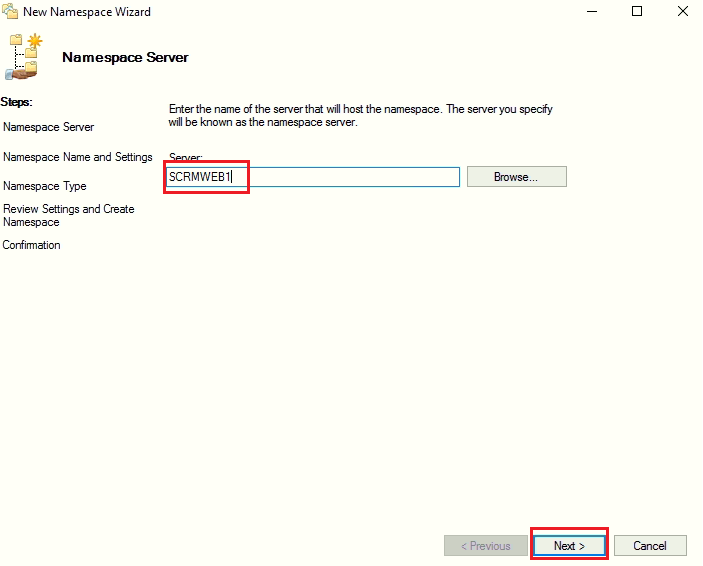 New Namespace Wizard
Namespace Server
Steps:
Namespace Server
Namespace Name and Settings
Namespace Type
Review Settings and Create
Namespace
Confirmation
Enter the name of the server that will host the namespace. The server you specify
will be known as the namespace server.
Server:
SCRMWEB1
Browse...
< Previous
Next >
Cancel